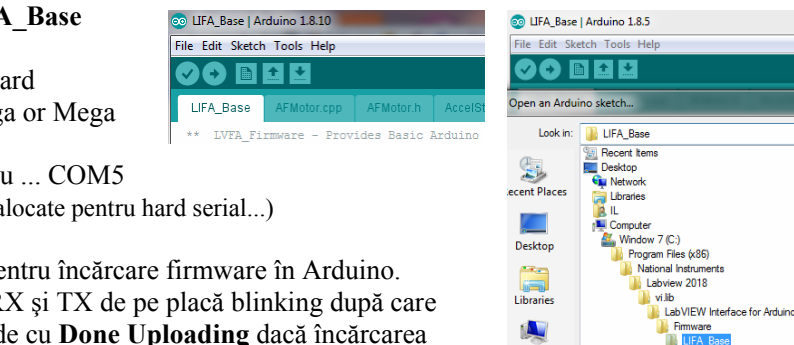 A_Base
ard
ga or Mega
u ... COM5
alocate pentru hard serial...)
entru încărcare firmware în Arduino.
RX şi TX de pe placă blinking după care
de cu Done Uploading dacă încărcarea
LIFA_Base | Arduino 1.8.10
File Edit Sketch Tools Help
LIFA_Base AFMotor.cpp AFMotor.h AccelSt
** LVFA_Firmware - Provides Basic Arduino
LIFA_Base | Arduino 1.8.5
File Edit Sketch Tools Help
Open an Arduino sketch...
Look in: LIFA_Base
Recent Items
Desktop
Network
Libraries
IL
Computer
Window 7 (C:)
Program Files (x86)
National Instruments
Labview 2018
vi.lib
LabVIEW Interface for Arduino
Firmware
LIFA_Base
ecent Places
Desktop
Libraries